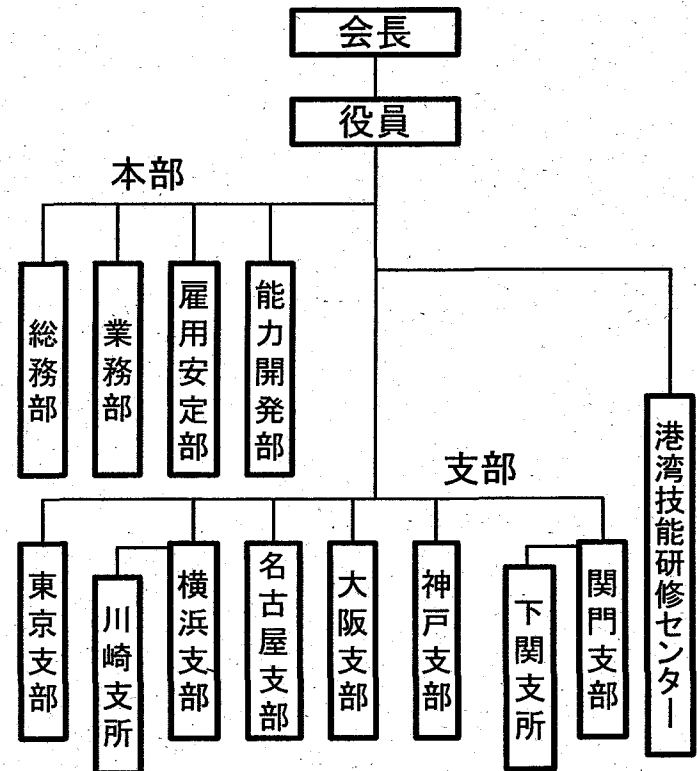 会長
役員
本部
総務部
業務部
雇用安定部
能力開発部
港湾技能研修センター
支部
東京支部
川崎支所
横浜支部
名古屋支部
大阪支部
神戸支部
下関支所
関門支部